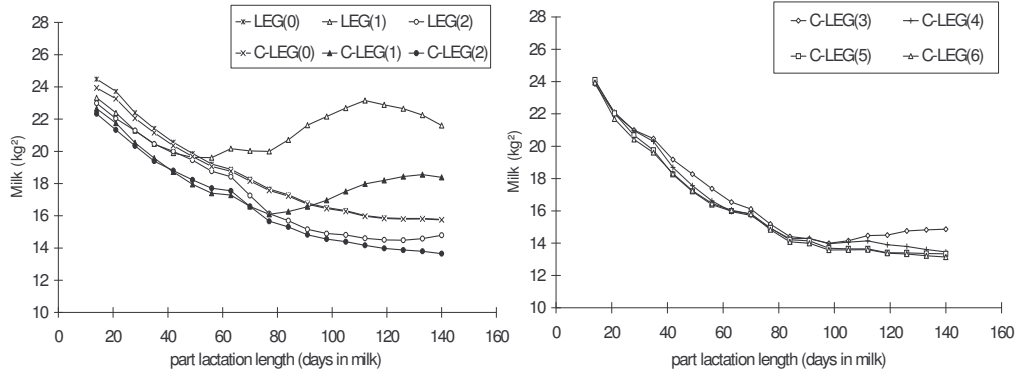 LEG(0) LEG(1) LEG(2)
C-LEG(0) C-LEG(1) C-LEG(2)
28
26
24
22
20
18
16
14
12
10
Milk (kg²)
0 20 40 60 80 100 120 140 160
part lactation length (days in milk)
C-LEG(3) C-LEG(4)
C-LEG(5) C-LEG(6)
28
26
24
22
20
18
16
14
12
10
Milk (kg²)
0 20 40 60 80 100 120 140 160
part lactation length (days in milk)